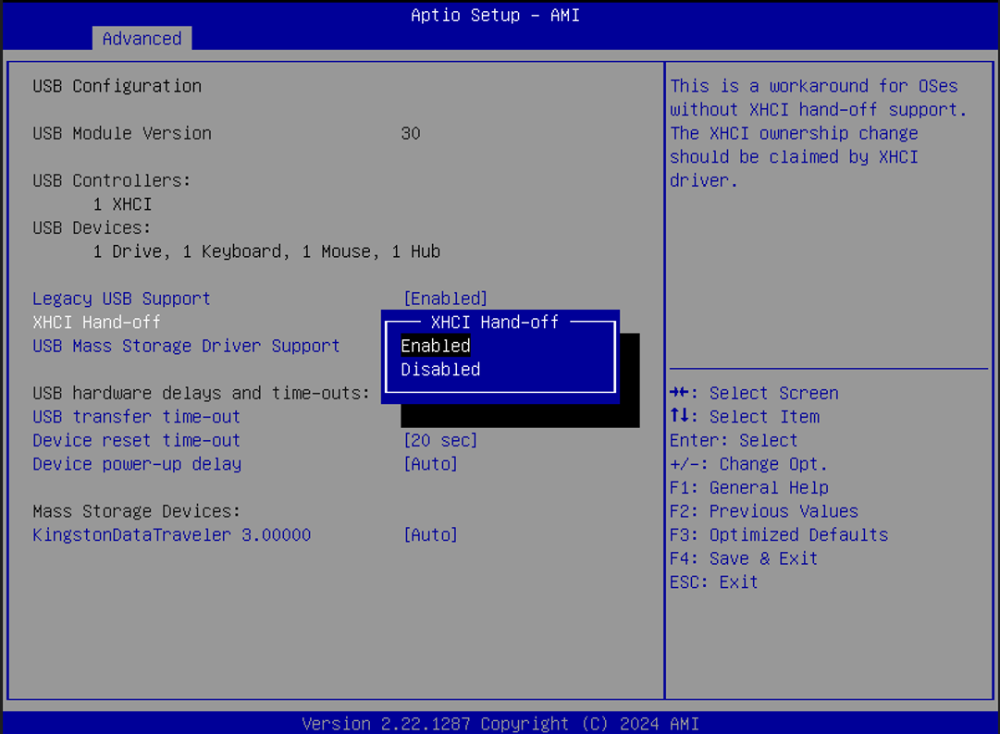 Aptio Setup - AMI
Advanced
USB Configuration
USB Module Version 30
USB Controllers:
1 XHCI
USB Devices:
1 Drive, 1 Keyboard, 1 Mouse, 1 Hub
Legacy USB Support [Enabled]
XHCI Hand-off
USB Mass Storage Driver Support
USB hardware delays and time-outs:
USB transfer time-out
Device reset time-out [20 sec]
Device power-up delay [Auto]
Mass Storage Devices:
KingstonDataTraveler 3.00000 [Auto]
XHCI Hand-off
Enabled
Disabled
This is a workaround for OSes
without XHCI hand-off support.
The XHCI ownership change
should be claimed by XHCI
driver.
→←: Select Screen
↑↓: Select Item
Enter: Select
+/-: Change Opt.
F1: General Help
F2: Previous Values
F3: Optimized Defaults
F4: Save & Exit
ESC: Exit
Version 2.22.1287 Copyright (C) 2024 AMI